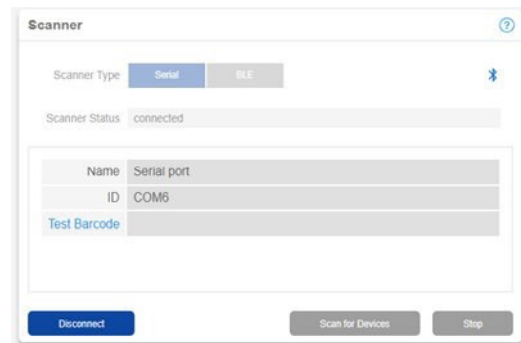 Scanner ?
Scanner Type Serial BLE
Scanner Status connected
Name Serial port
ID COM6
Test Barcode
Disconnect Scan for Devices Stop